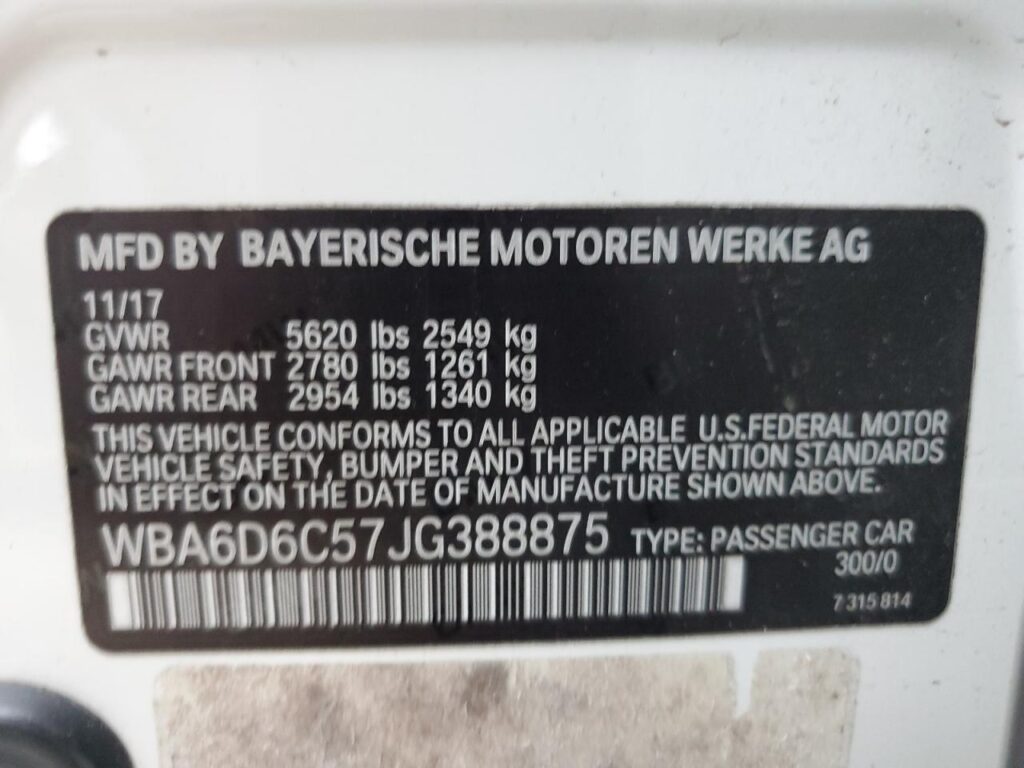 MFD BY BAYERISCHE MOTOREN WERKE AG
11/17
GVWR 5620 lbs 2549 kg
GAWR FRONT 2780 lbs 1261 kg
GAWR REAR 2954 lbs 1340 kg
THIS VEHICLE CONFORMS TO ALL APPLICABLE U.S.FEDERAL MOTOR
VEHICLE SAFETY, BUMPER AND THEFT PREVENTION STANDARDS
IN EFFECT ON THE DATE OF MANUFACTURE SHOWN ABOVE.
WBA6D6C57JG388875 TYPE: PASSENGER CAR
300/0
7 315 814